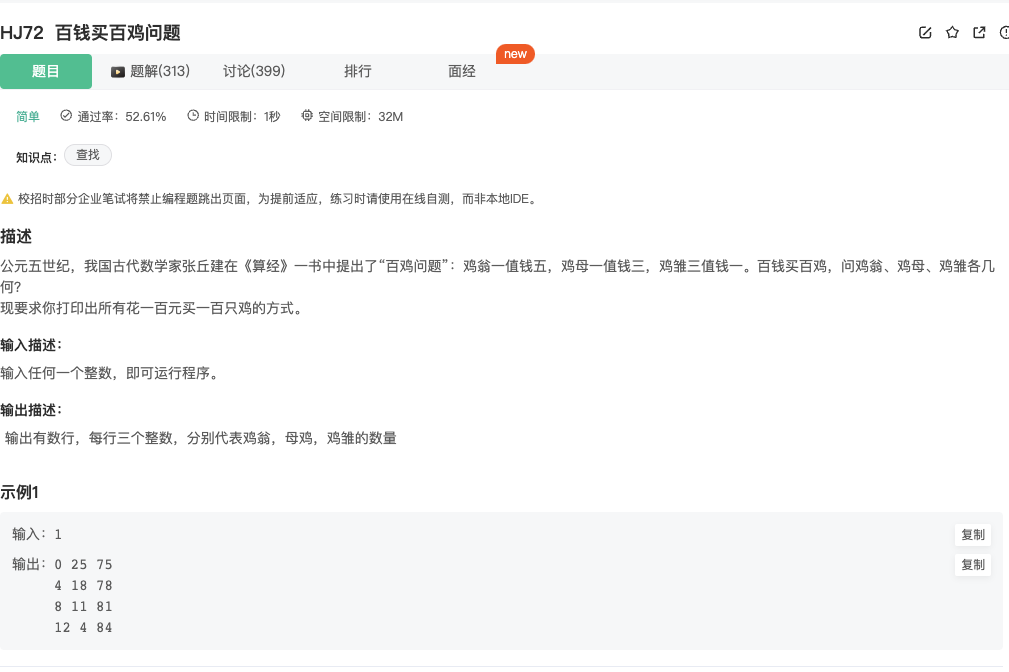 HJ72 百钱买百鸡问题
new
题目 题解(313) 讨论(399) 排行 面经
简单 通过率：52.61% 时间限制：1秒 空间限制：32M
知识点： 查找
校招时部分企业笔试将禁止编程题跳出页面，为提前适应，练习时请使用在线自测，而非本地IDE。
描述
公元五世纪，我国古代数学家张丘建在《算经》一书中提出了“百鸡问题”：鸡翁一值钱五，鸡母一值钱三，鸡雏三值钱一。百钱买百鸡，问鸡翁、鸡母、鸡雏各几
何？
现要求你打印出所有花一百元买一百只鸡的方式。
输入描述：
输入任何一个整数，即可运行程序。
输出描述：
输出有数行，每行三个整数，分别代表鸡翁，母鸡，鸡雏的数量
示例1
输入：1 复制
输出：0 25 75 复制
4 18 78
8 11 81
12 4 84